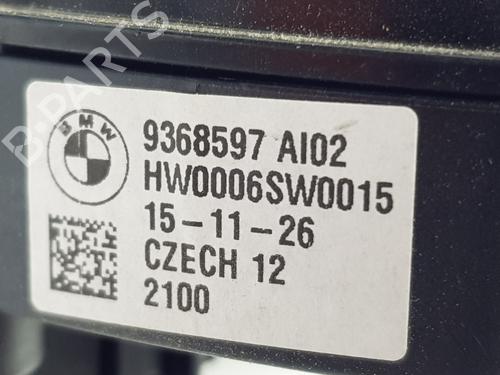 B-PARTS
BMW
9368597 AI02
HW0006SW0015
15-11-26
CZECH 12
2100